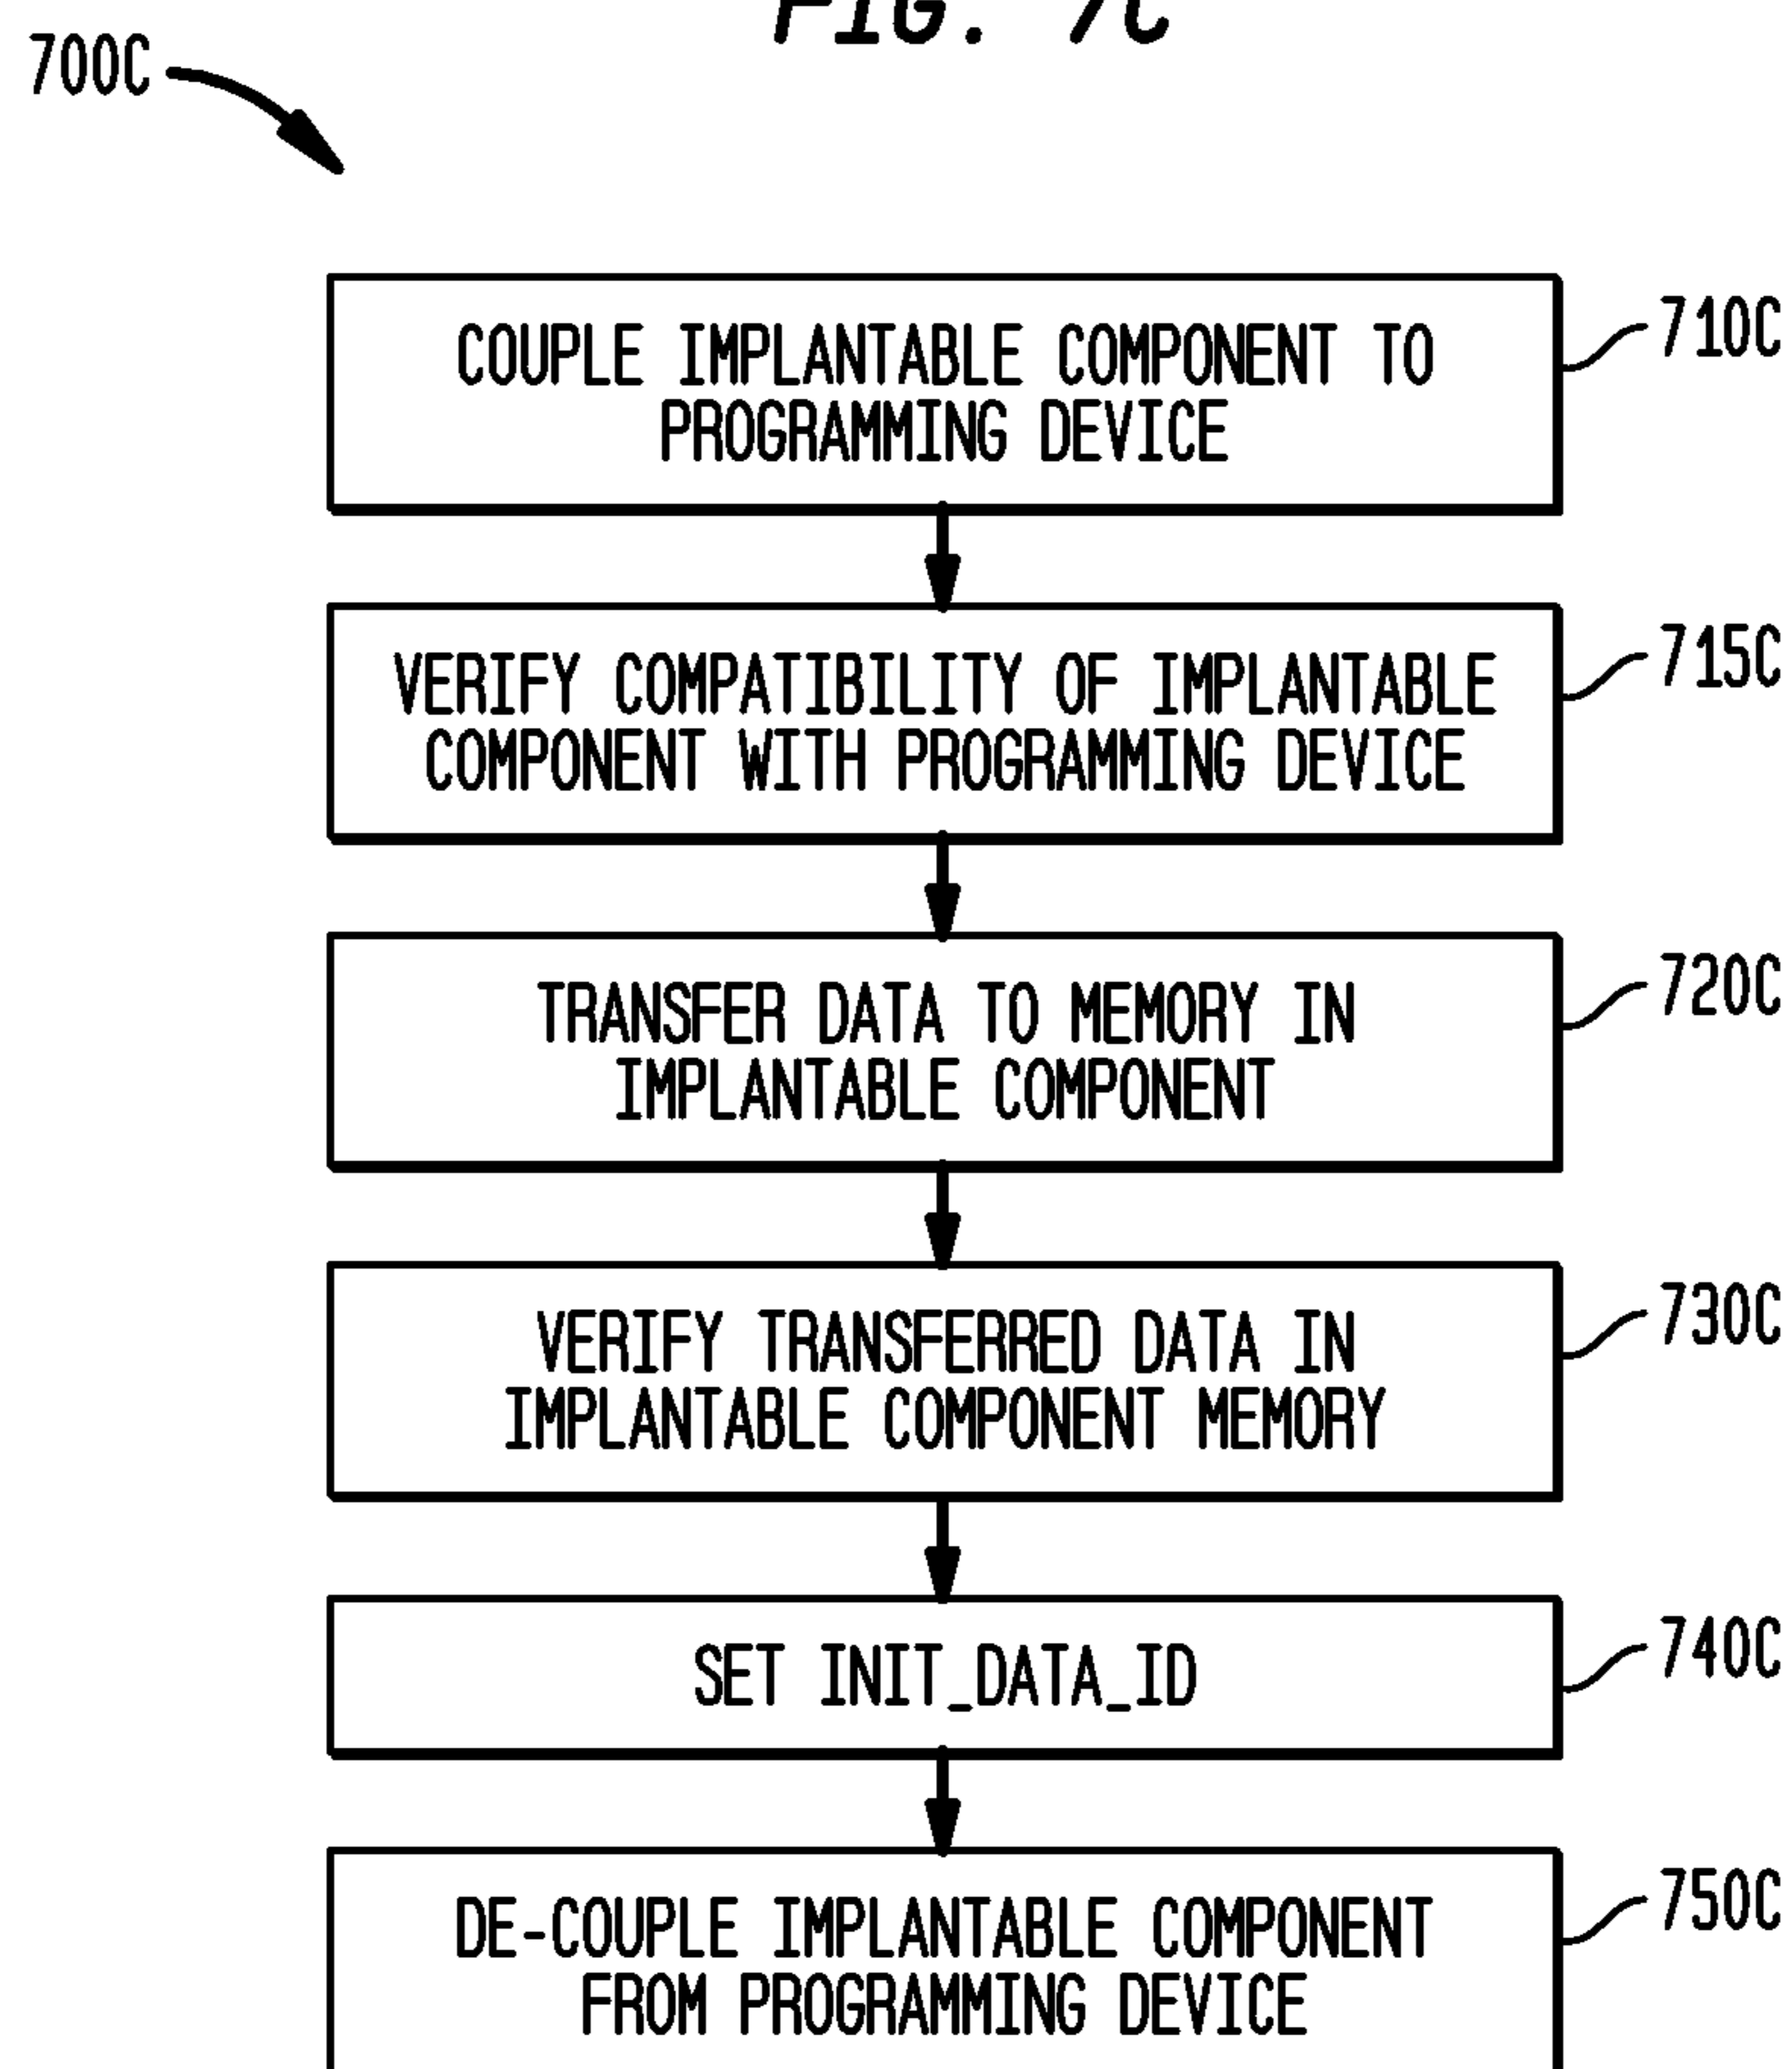 FIG. 7C
700C
COUPLE IMPLANTABLE COMPONENT TO
PROGRAMMING DEVICE
710C
VERIFY COMPATIBILITY OF IMPLANTABLE
COMPONENT WITH PROGRAMMING DEVICE
715C
TRANSFER DATA TO MEMORY IN
IMPLANTABLE COMPONENT
720C
VERIFY TRANSFERRED DATA IN
IMPLANTABLE COMPONENT MEMORY
730C
SET INIT_DATA_ID
740C
DE-COUPLE IMPLANTABLE COMPONENT
FROM PROGRAMMING DEVICE
750C